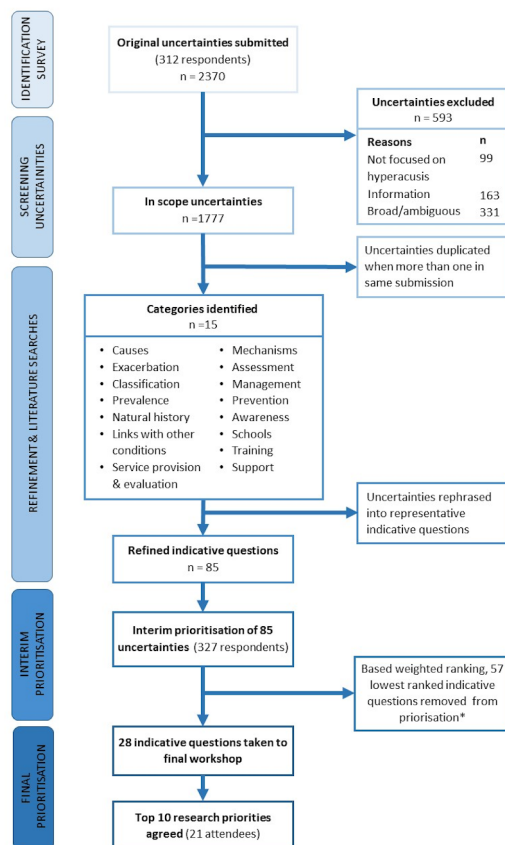 IDENTIFICATION
SURVEY
Original uncertainties submitted
(312 respondents)
n = 2370
Uncertainties excluded
n = 593
Reasons n
Not focused on 99
hyperacusis
Information 163
Broad/ambiguous 331
SCREENING
UNCERTAINITIES
In scope uncertainties
n =1777
Uncertainties duplicated
when more than one in
same submission
REFINEMENT & LITERATURE SEARCHES
Categories identified
n =15
• Causes
• Exacerbation
• Classification
• Prevalence
• Natural history
• Links with other
conditions
• Service provision
& evaluation
• Mechanisms
• Assessment
• Management
• Prevention
• Awareness
• Schools
• Training
• Support
Uncertainties rephrased
into representative
indicative questions
Refined indicative questions
n = 85
INTERIM
PRIORITISATION
Interim prioritisation of 85
uncertainties (327 respondents)
Based weighted ranking, 57
lowest ranked indicative
questions removed from
priorisation*
FINAL
PRIORITISATION
28 indicative questions taken to
final workshop
Top 10 research priorities
agreed (21 attendees)